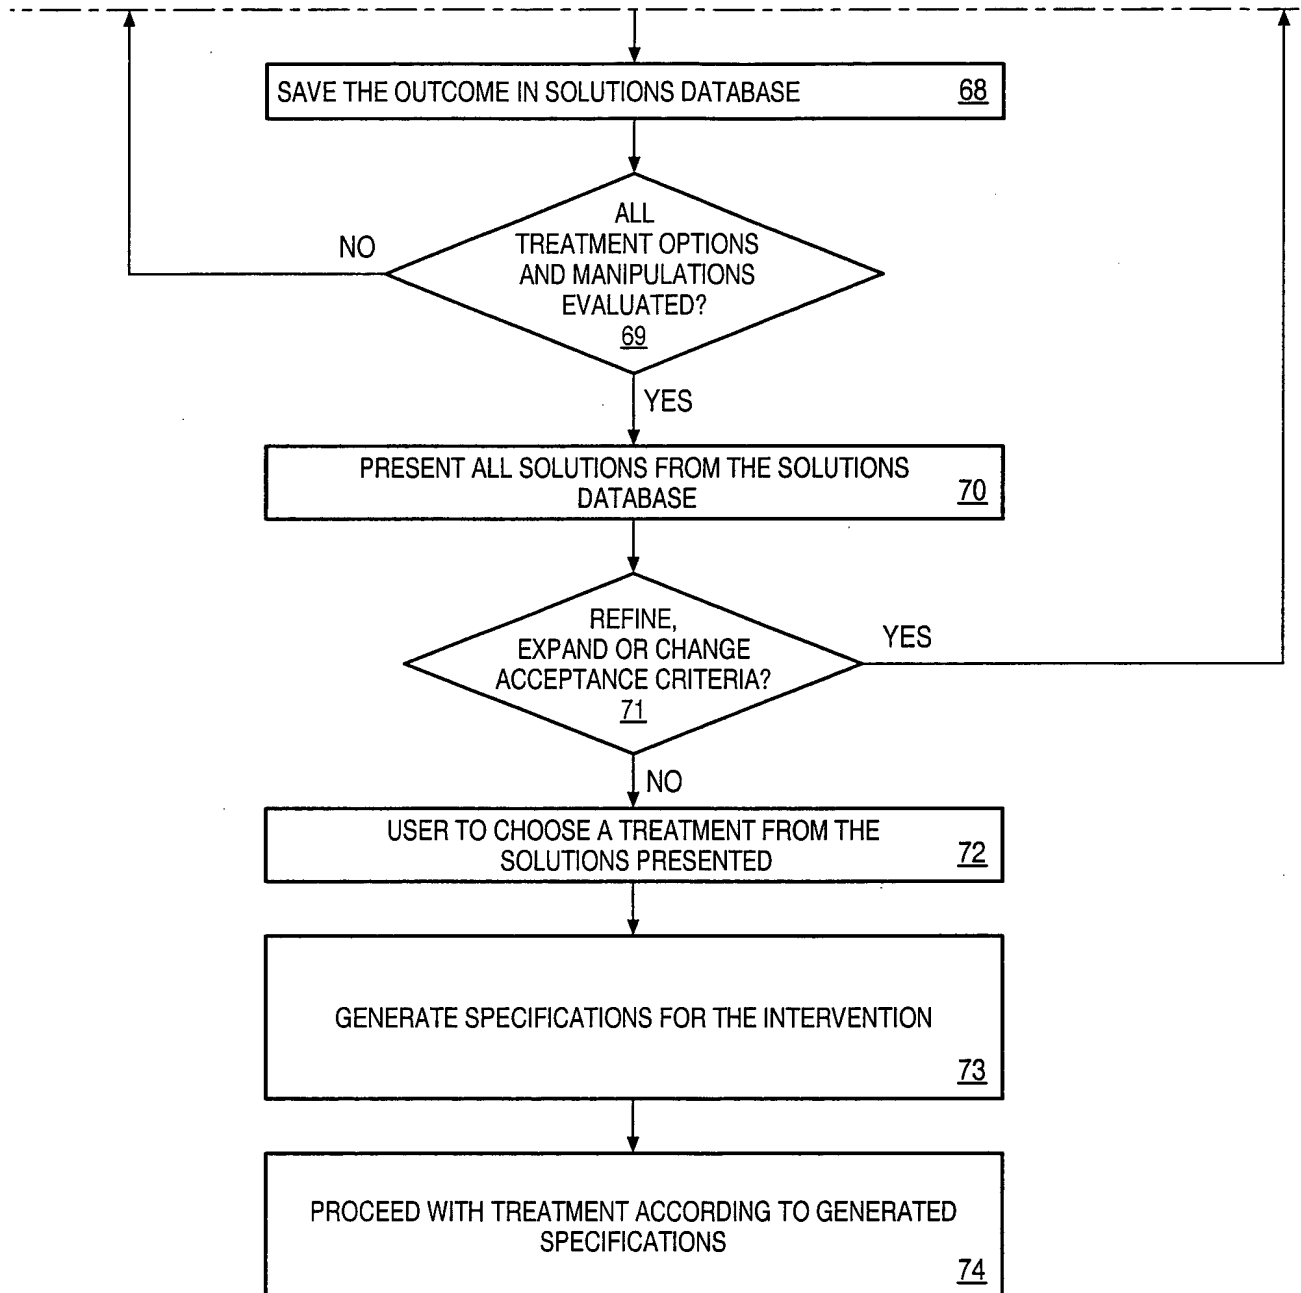 SAVE THE OUTCOME IN SOLUTIONS DATABASE 68
ALL
TREATMENT OPTIONS
AND MANIPULATIONS
EVALUATED?
69
NO
YES
PRESENT ALL SOLUTIONS FROM THE SOLUTIONS
DATABASE
70
REFINE,
EXPAND OR CHANGE
ACCEPTANCE CRITERIA?
71
YES
NO
USER TO CHOOSE A TREATMENT FROM THE
SOLUTIONS PRESENTED
72
GENERATE SPECIFICATIONS FOR THE INTERVENTION
73
PROCEED WITH TREATMENT ACCORDING TO GENERATED
SPECIFICATIONS
74